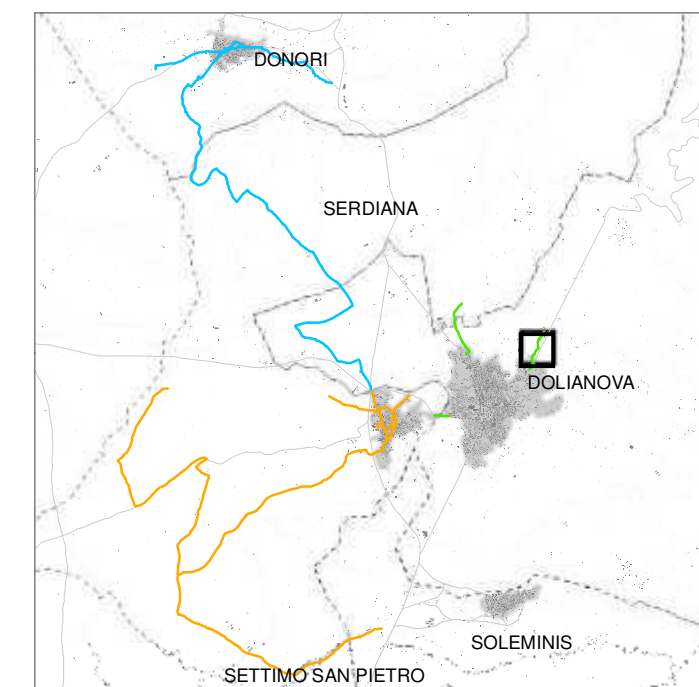 DONORI
SERDIANA
DOLIANOVA
SOLEMINIS
SETTIMO SAN PIETRO